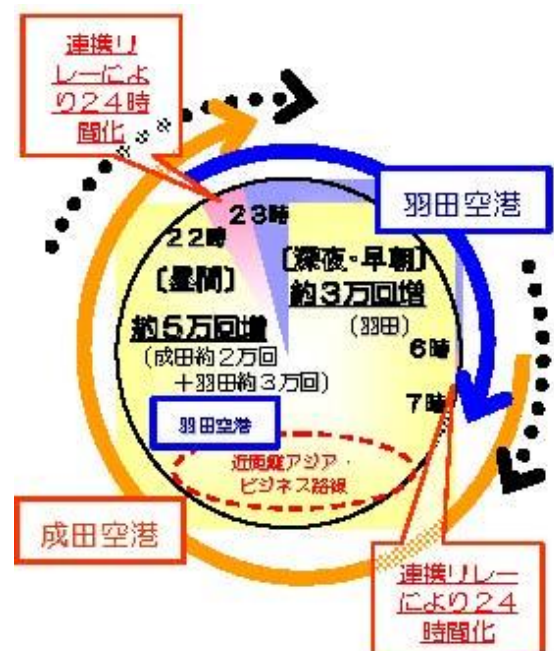 連携リ
レーによ
り24時
間化
羽田空港
23時
22時
〔深夜・早朝〕
約3万回増
(羽田)
〔昼間〕
約5万回増
(成田約2万回
+羽田約3万回)
6時
7時
羽田空港
近距離アジア・
ビジネス路線
成田空港
連携リレー
により24
時間化